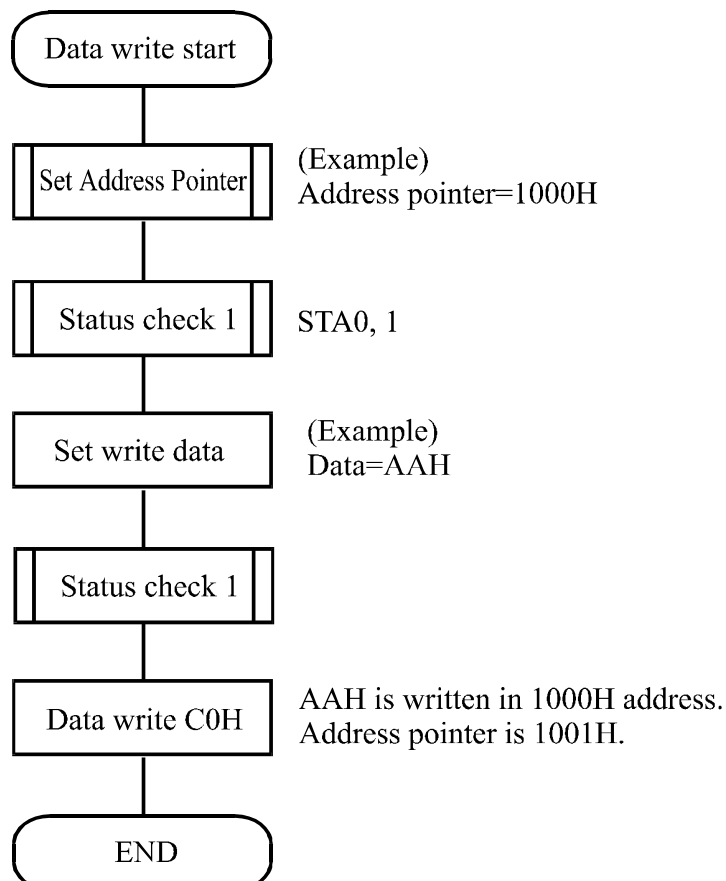 Data write start
Set Address Pointer
(Example)
Address pointer=1000H
Status check 1
STA0, 1
Set write data
(Example)
Data=AAH
Status check 1
Data write C0H
AAH is written in 1000H address.
Address pointer is 1001H.
END